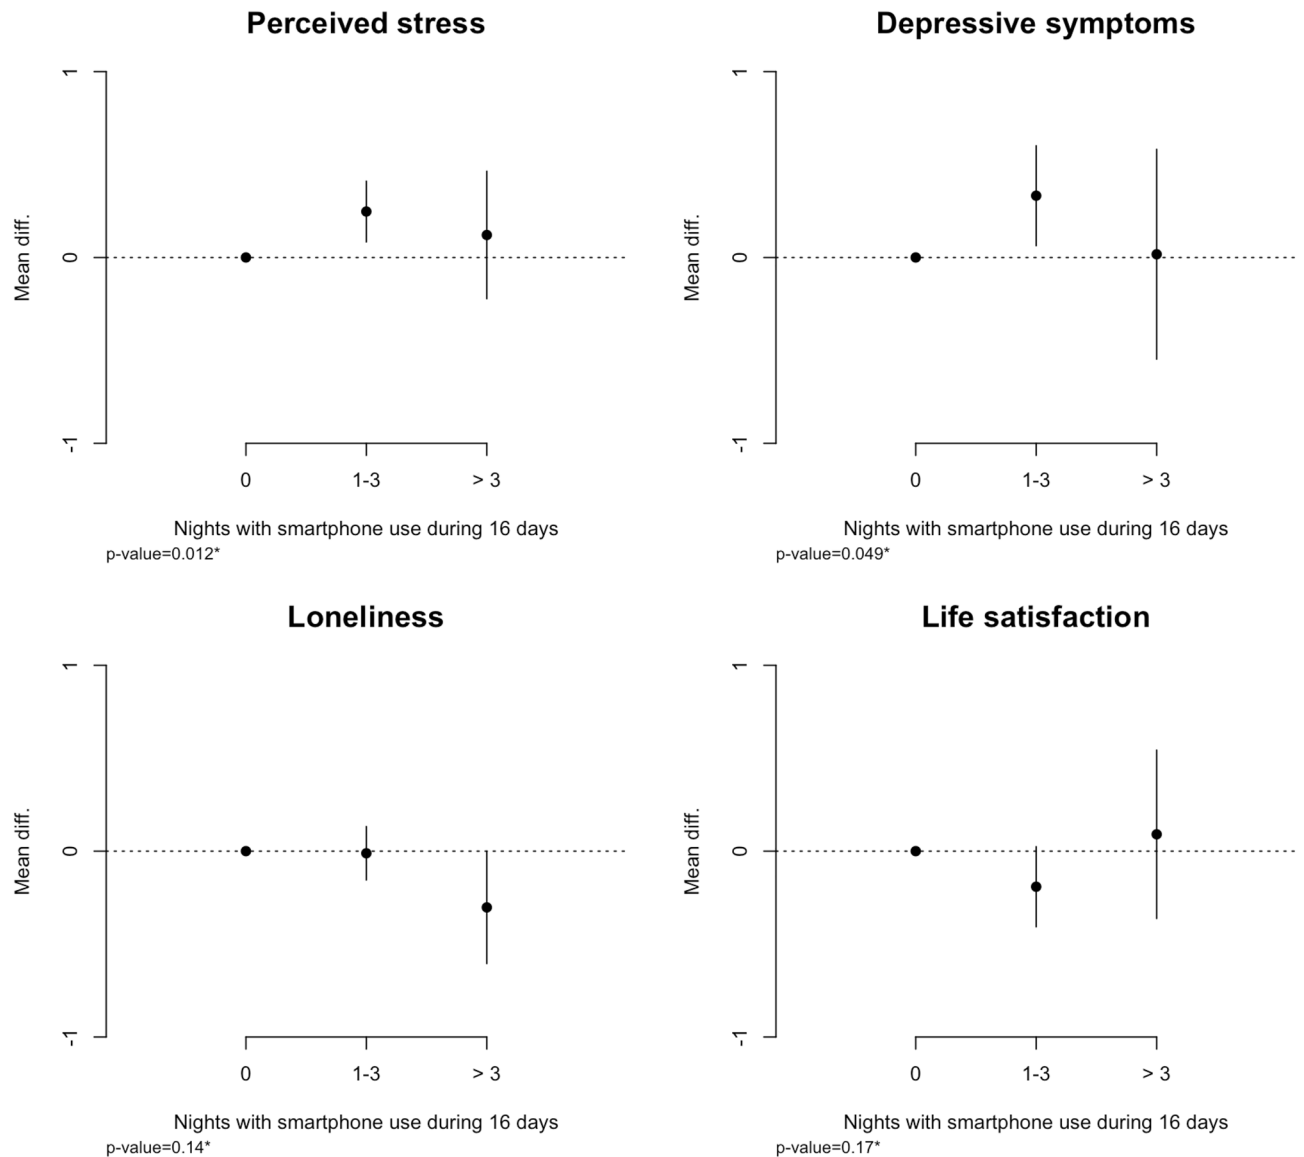 Perceived stress
1
0
-1
Mean diff.
0 1-3 > 3
Nights with smartphone use during 16 days
p-value=0.012*
Depressive symptoms
1
0
-1
Mean diff.
0 1-3 > 3
Nights with smartphone use during 16 days
p-value=0.049*
Loneliness
1
0
-1
Mean diff.
0 1-3 > 3
Nights with smartphone use during 16 days
p-value=0.14*
Life satisfaction
1
0
-1
Mean diff.
0 1-3 > 3
Nights with smartphone use during 16 days
p-value=0.17*